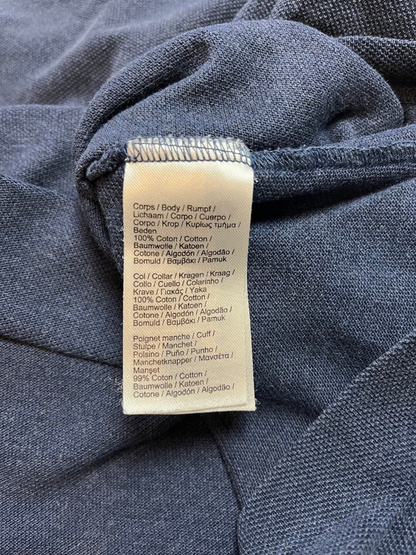 Corps / Body / Rumpf /
Lichaam / Corpo / Cuerpo /
Corpo / Krop / Κυρίως τμήμα /
Beden
100% Coton / Cotton /
Baumwolle / Katoen /
Cotone / Algodón / Algodão /
Bomuld / Βαμβάκι / Pamuk
Col / Collar / Kragen / Kraag /
Collo / Cuello / Colarinho /
Krave / Γιακάς / Yaka
100% Coton / Cotton /
Baumwolle / Katoen /
Cotone / Algodón / Algodão /
Bomuld / Βαμβάκι / Pamuk
Poignet manche / Cuff /
Stulpe / Manchet /
Polsino / Puño / Punho /
Manchetknapper / Μανσέτα /
Manşet
99% Coton / Cotton /
Baumwolle / Katoen /
Cotone / Algodón / Algodão /